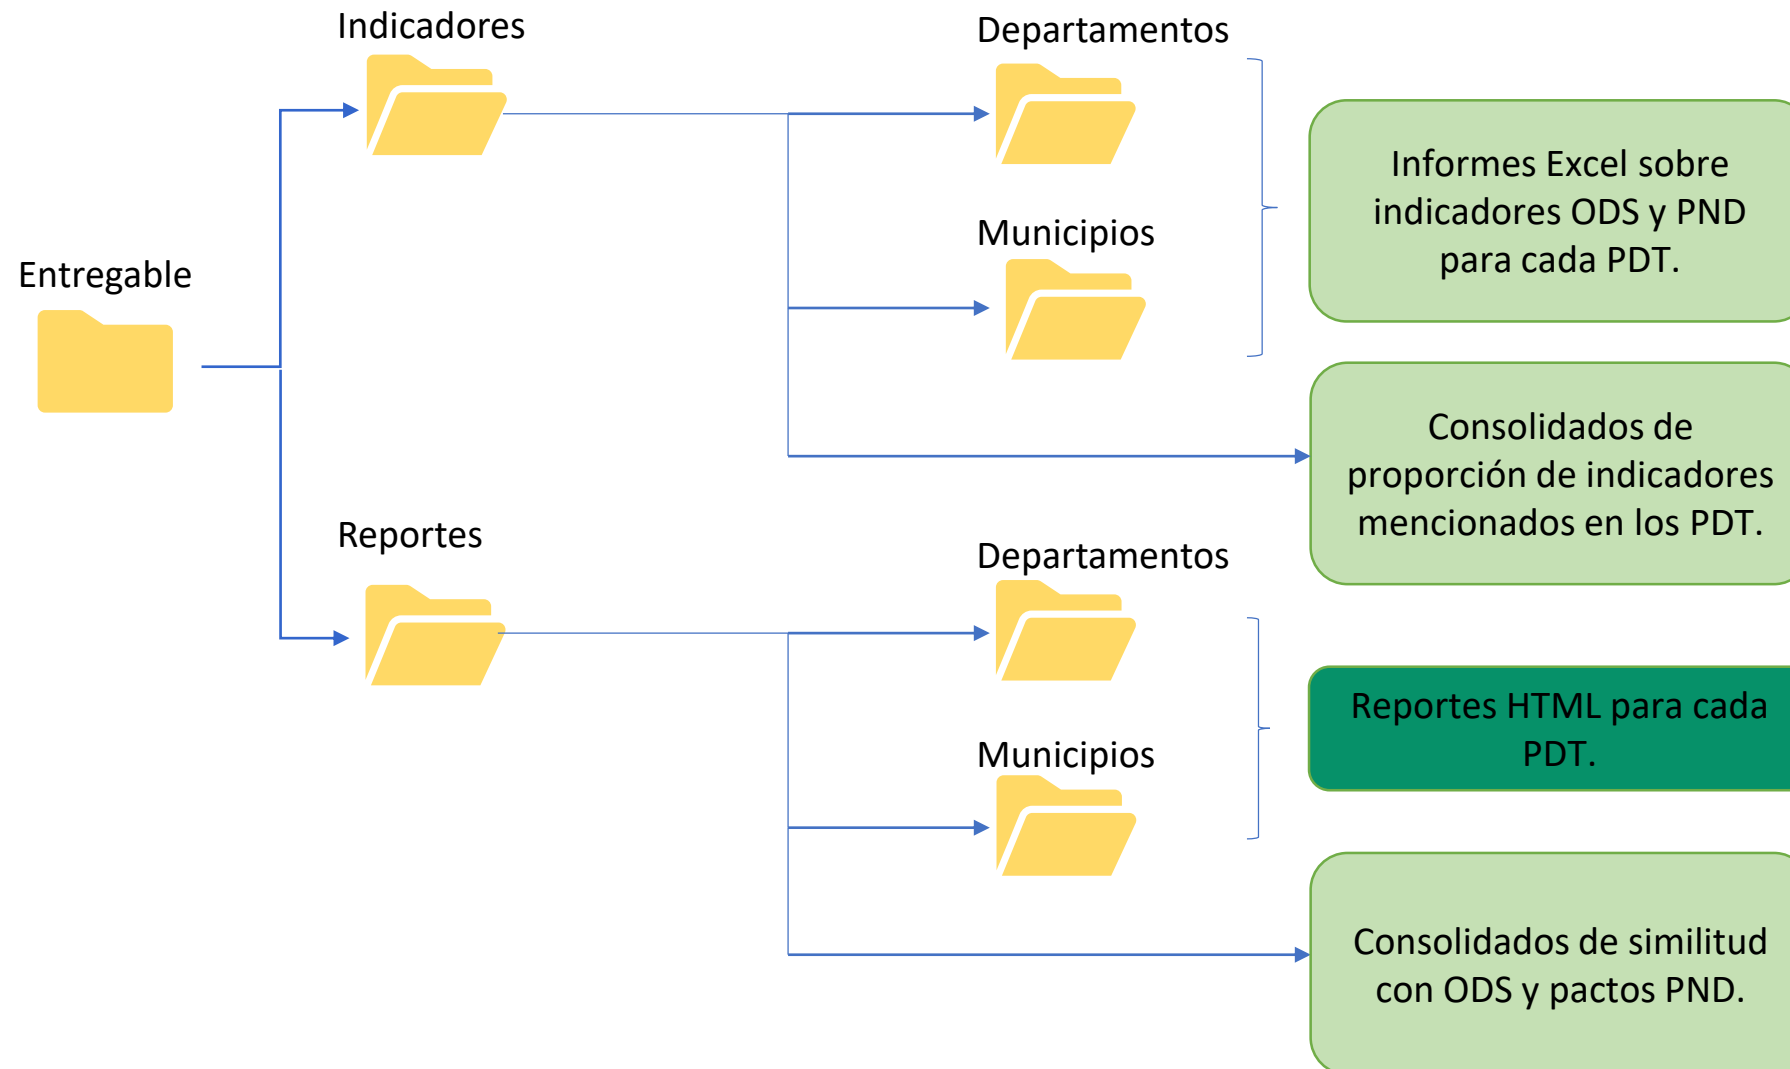 Indicadores
Departamentos
Informes Excel sobre
indicadores ODS y PND
para cada PDT.
Municipios
Entregable
Consolidados de
proporción de indicadores
mencionados en los PDT.
Reportes
Departamentos
Reportes HTML para cada
PDT.
Municipios
Consolidados de similitud
con ODS y pactos PND.